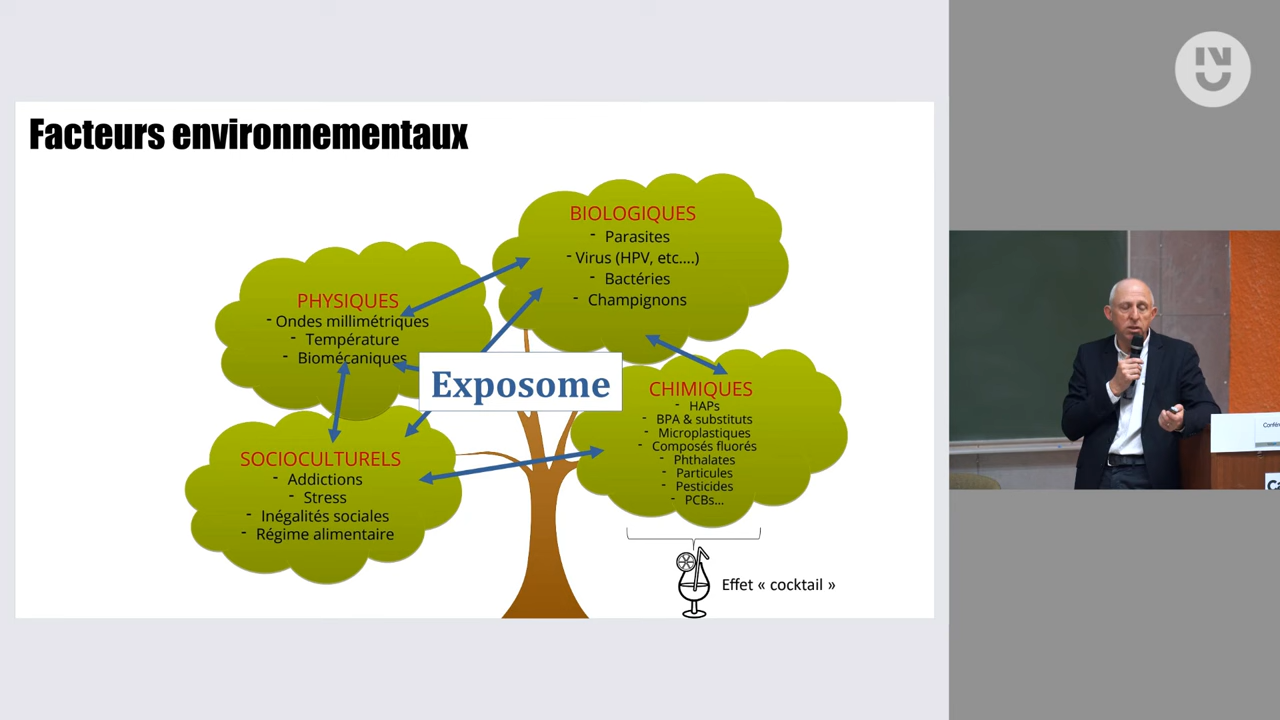 Facteurs environnementaux
BIOLOGIQUES
- Parasites
- Virus (HPV, etc....)
- Bactéries
- Champignons
PHYSIQUES
- Ondes millimétriques
- Température
- Biomécaniques
Exposome
CHIMIQUES
- HAPs
- BPA & substituts
- Microplastiques
- Composés fluorés
- Phthalates
- Particules
- Pesticides
- PCBs...
SOCIOCULTURELS
- Addictions
- Stress
- Inégalités sociales
- Régime alimentaire
Effet « cocktail »